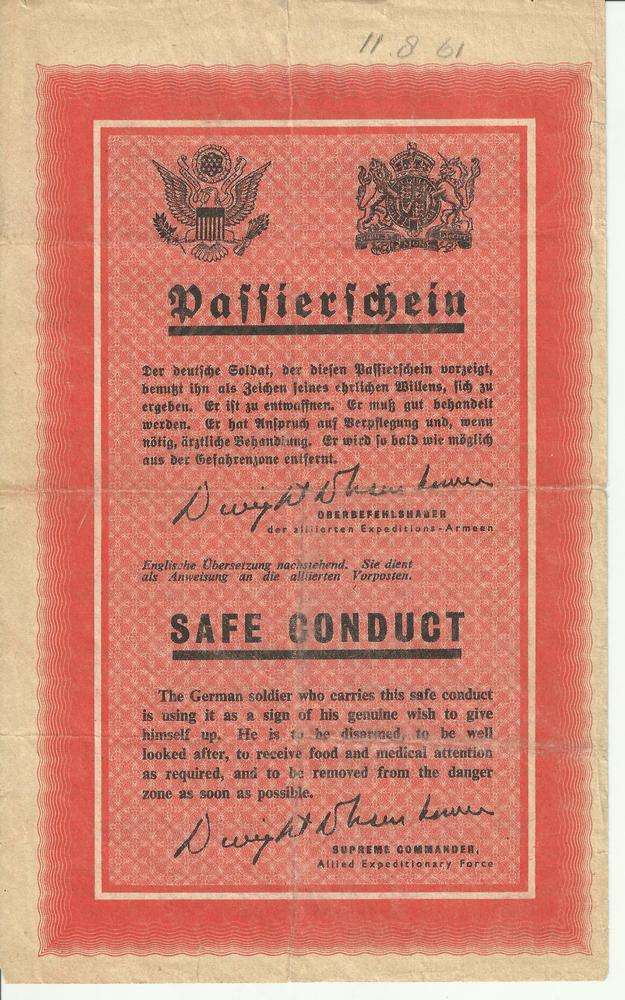 11 8 61
Passierschein
Der deutsche Soldat, der diesen Passierschein vorzeigt,
benutzt ihn als Zeichen seines ehrlichen Willens, sich zu
ergeben. Er ist zu entwaffnen. Er muß gut behandelt
werden. Er hat Anspruch auf Verpflegung und, wenn
nötig, ärztliche Behandlung. Er wird so bald wie möglich
aus der Gefahrenzone entfernt.
Dwight D Eisenhower
OBERBEFEHLSHABER
der alliierten Expeditions-Armeen
Englische Übersetzung nachstehend. Sie dient
als Anweisung an die alliierten Vorposten.
SAFE CONDUCT
The German soldier who carries this safe conduct
is using it as a sign of his genuine wish to give
himself up. He is to be disarmed, to be well
looked after, to receive food and medical attention
as required, and to be removed from the danger
zone as soon as possible.
Dwight D Eisenhower
SUPREME COMMANDER,
Allied Expeditionary Force